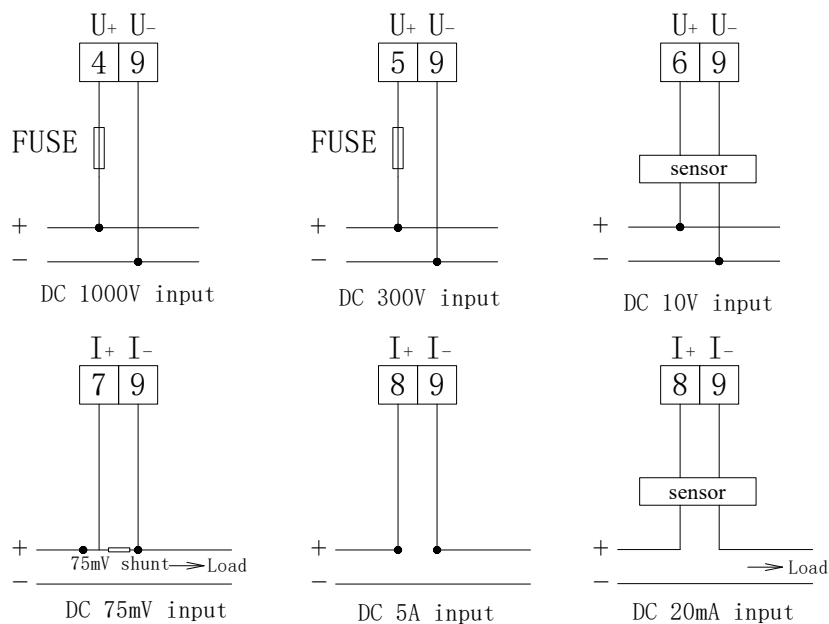 U+ U-
4 9
FUSE
+
-
DC 1000V input
U+ U-
5 9
FUSE
+
-
DC 300V input
U+ U-
6 9
sensor
+
-
DC 10V input
I+ I-
7 9
+
75mV shunt Load
-
DC 75mV input
I+ I-
8 9
+
-
DC 5A input
I+ I-
8 9
sensor
+
Load
-
DC 20mA input